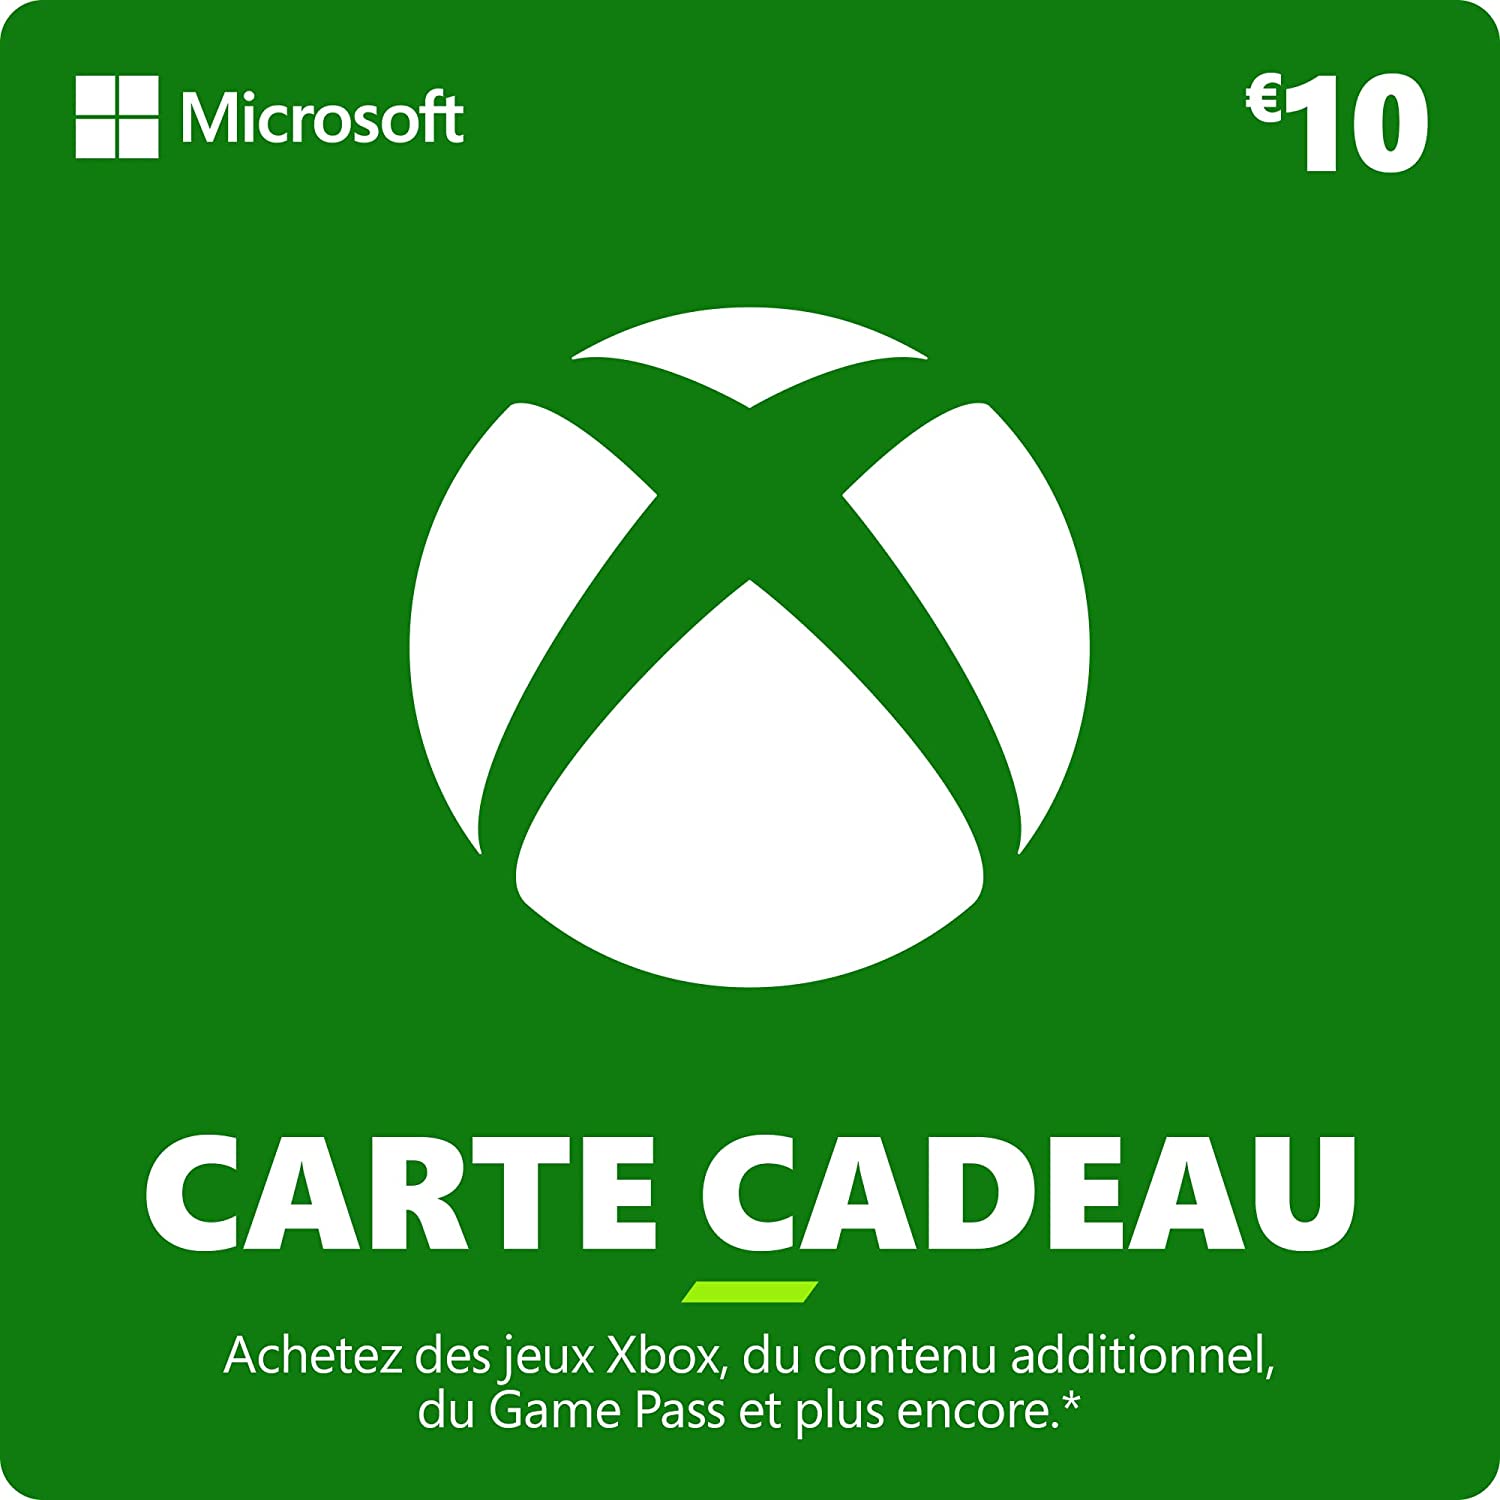 Microsoft
€10
CARTE CADEAU
Achetez des jeux Xbox, du contenu additionnel,
du Game Pass et plus encore.*